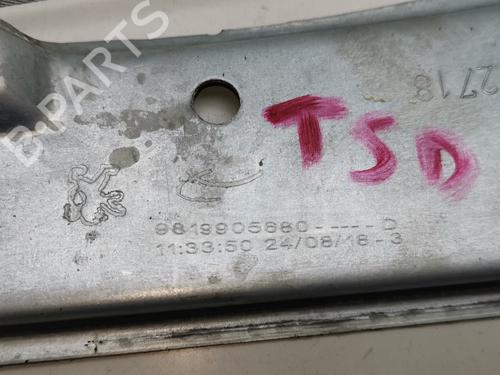 2718
TSD
9819905880-----D
11:33:50 24/08/18-3
B-PARTS